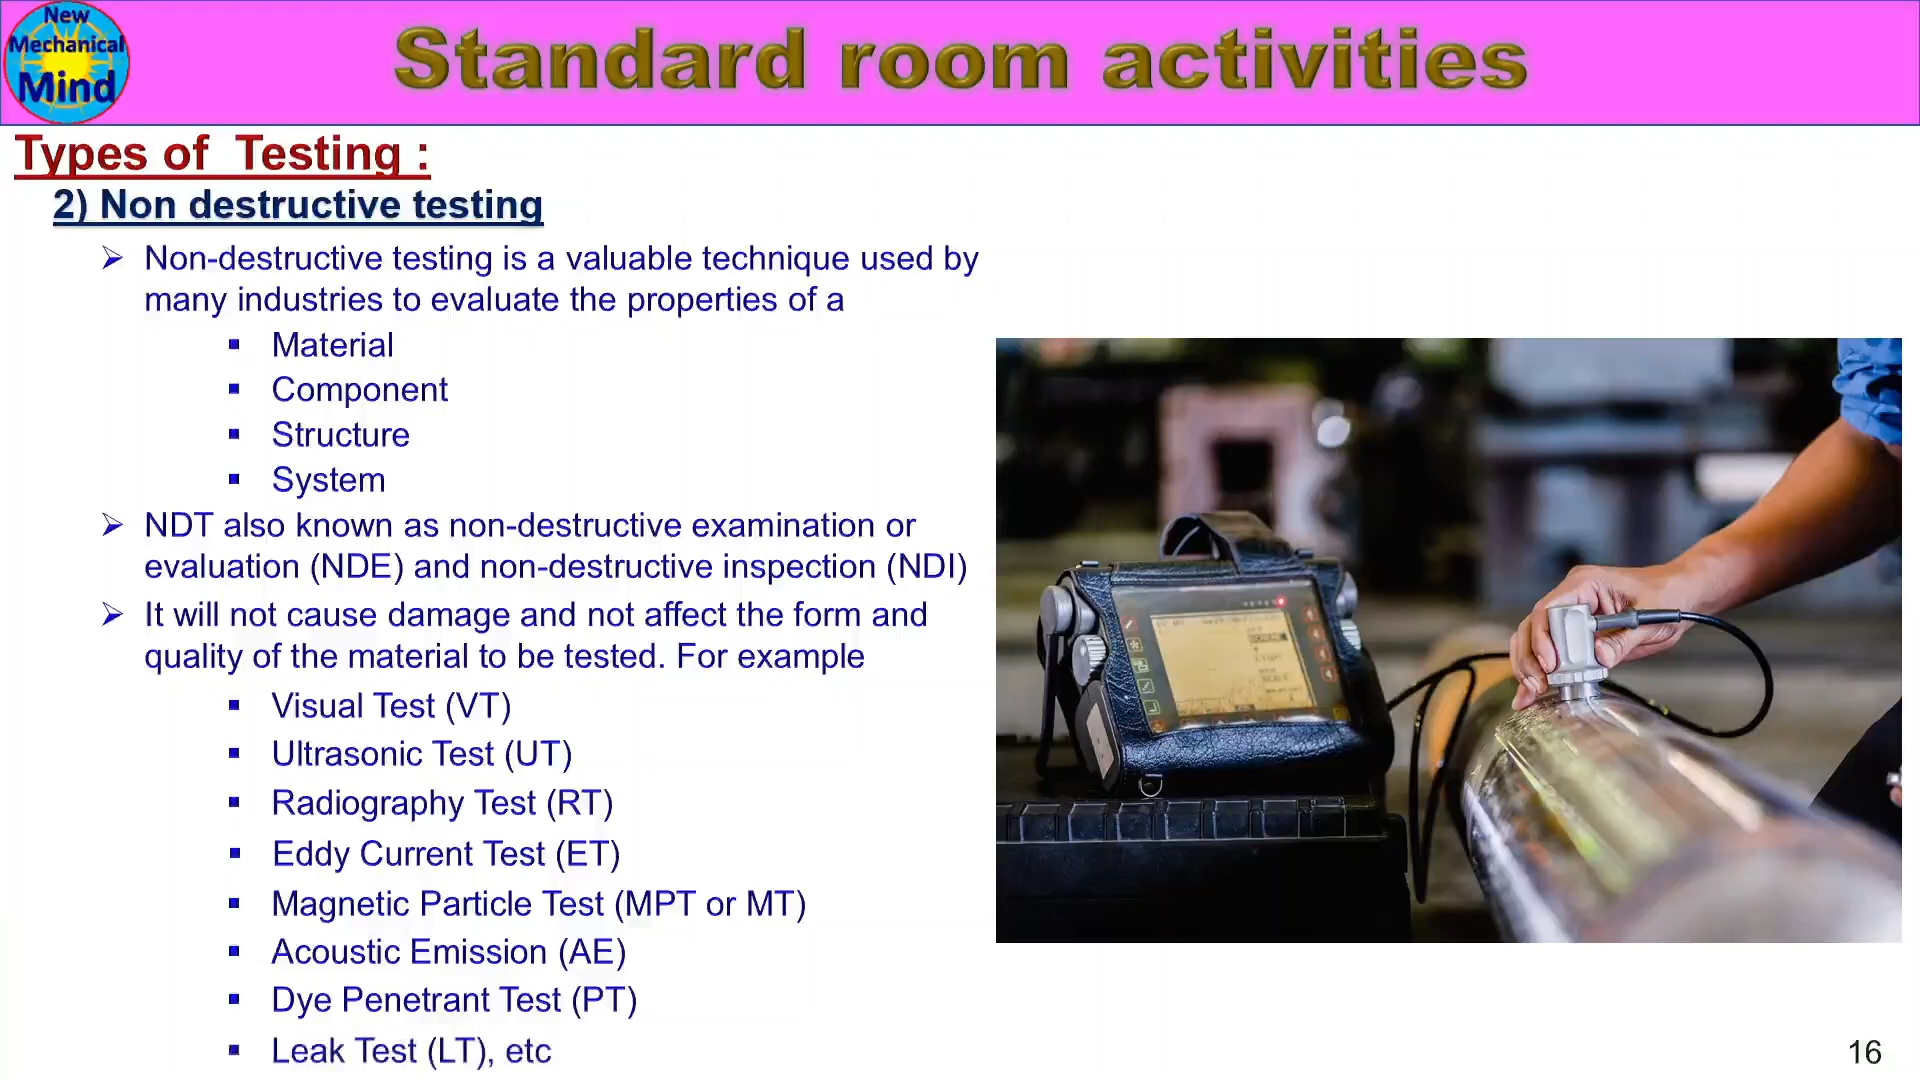 New
Mechanical
Mind
Standard room activities
Types of Testing :
2) Non destructive testing
➢ Non-destructive testing is a valuable technique used by
many industries to evaluate the properties of a
▪ Material
▪ Component
▪ Structure
▪ System
➢ NDT also known as non-destructive examination or
evaluation (NDE) and non-destructive inspection (NDI)
➢ It will not cause damage and not affect the form and
quality of the material to be tested. For example
▪ Visual Test (VT)
▪ Ultrasonic Test (UT)
▪ Radiography Test (RT)
▪ Eddy Current Test (ET)
▪ Magnetic Particle Test (MPT or MT)
▪ Acoustic Emission (AE)
▪ Dye Penetrant Test (PT)
▪ Leak Test (LT), etc
16